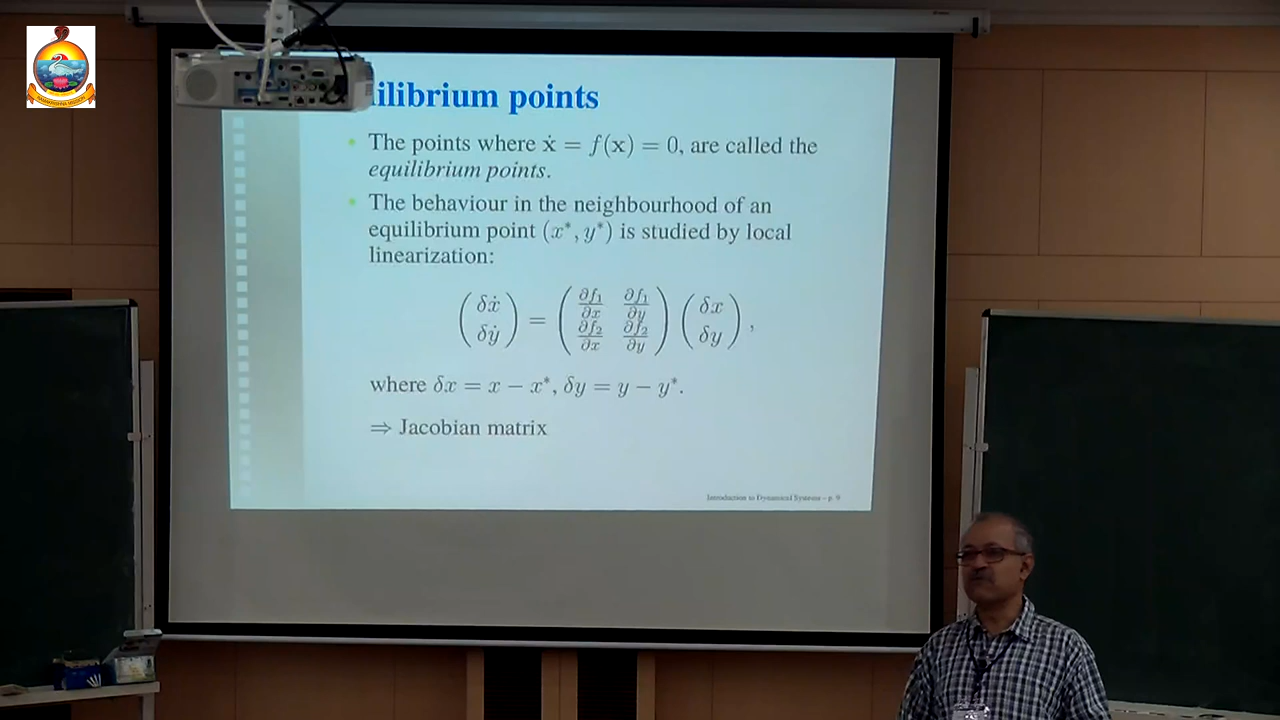 ilibrium points
• The points where ẋ = f(x) = 0, are called the
equilibrium points.
• The behaviour in the neighbourhood of an
equilibrium point (x*, y*) is studied by local
linearization:
(δẋ δẏ) = (∂f₁/∂x ∂f₁/∂y ∂f₂/∂x ∂f₂/∂y) (δx δy),
where δx = x − x*, δy = y − y*.
⇒ Jacobian matrix
Introduction to Dynamical Systems – p. 9